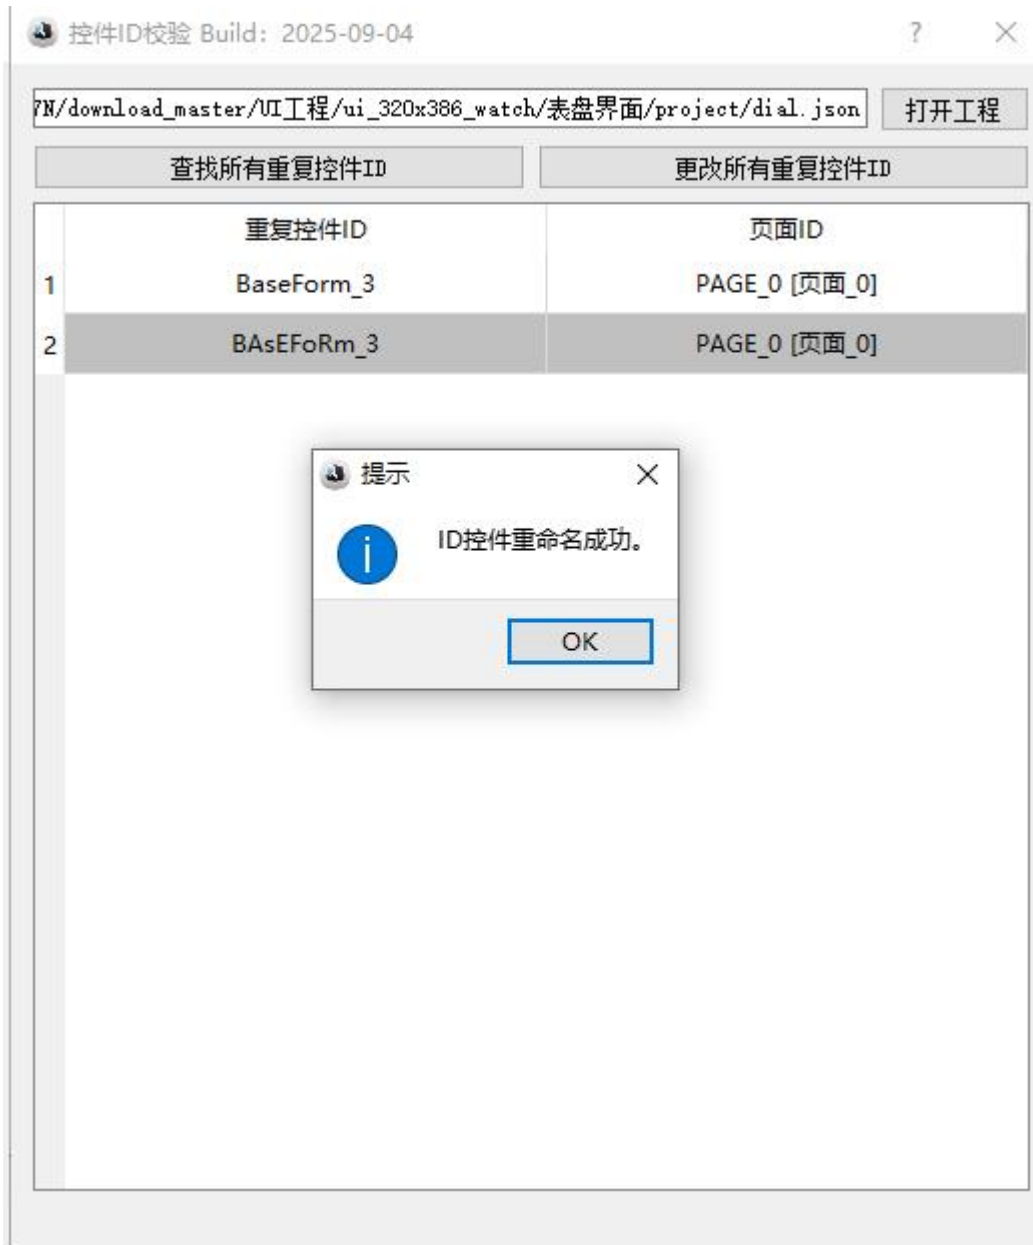 控件ID校验 Build：2025-09-04 ?
7N/download_master/UI工程/ui_320x386_watch/表盘界面/project/dial.json 打开工程
查找所有重复控件ID 更改所有重复控件ID
重复控件ID 页面ID
1 BaseForm_3 PAGE_0 [页面_0]
2 BAsEFoRm_3 PAGE_0 [页面_0]
提示
ID控件重命名成功。
OK